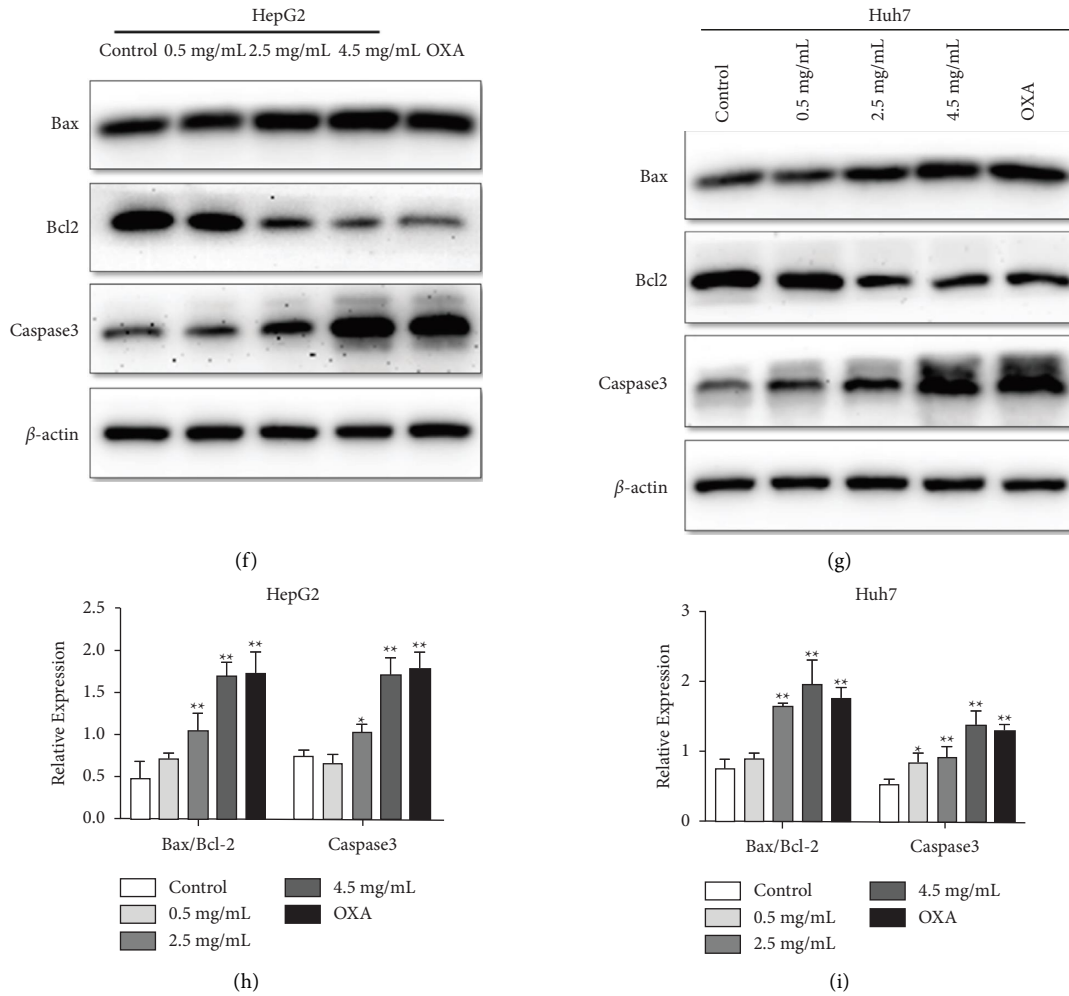 HepG2
Control 0.5 mg/mL 2.5 mg/mL 4.5 mg/mL OXA
Bax
Bcl2
Caspase3
β-actin
(f)
Huh7
Control 0.5 mg/mL 2.5 mg/mL 4.5 mg/mL OXA
Bax
Bcl2
Caspase3
β-actin
(g)
HepG2
Relative Expression
2.5
2.0
1.5
1.0
0.5
0.0
** ** ** * ** **
Bax/Bcl-2 Caspase3
Control 4.5 mg/mL
0.5 mg/mL OXA
2.5 mg/mL
(h)
Huh7
Relative Expression
3
2
1
0
** ** ** * ** ** **
Bax/Bcl-2 Caspase3
Control 4.5 mg/mL
0.5 mg/mL OXA
2.5 mg/mL
(i)